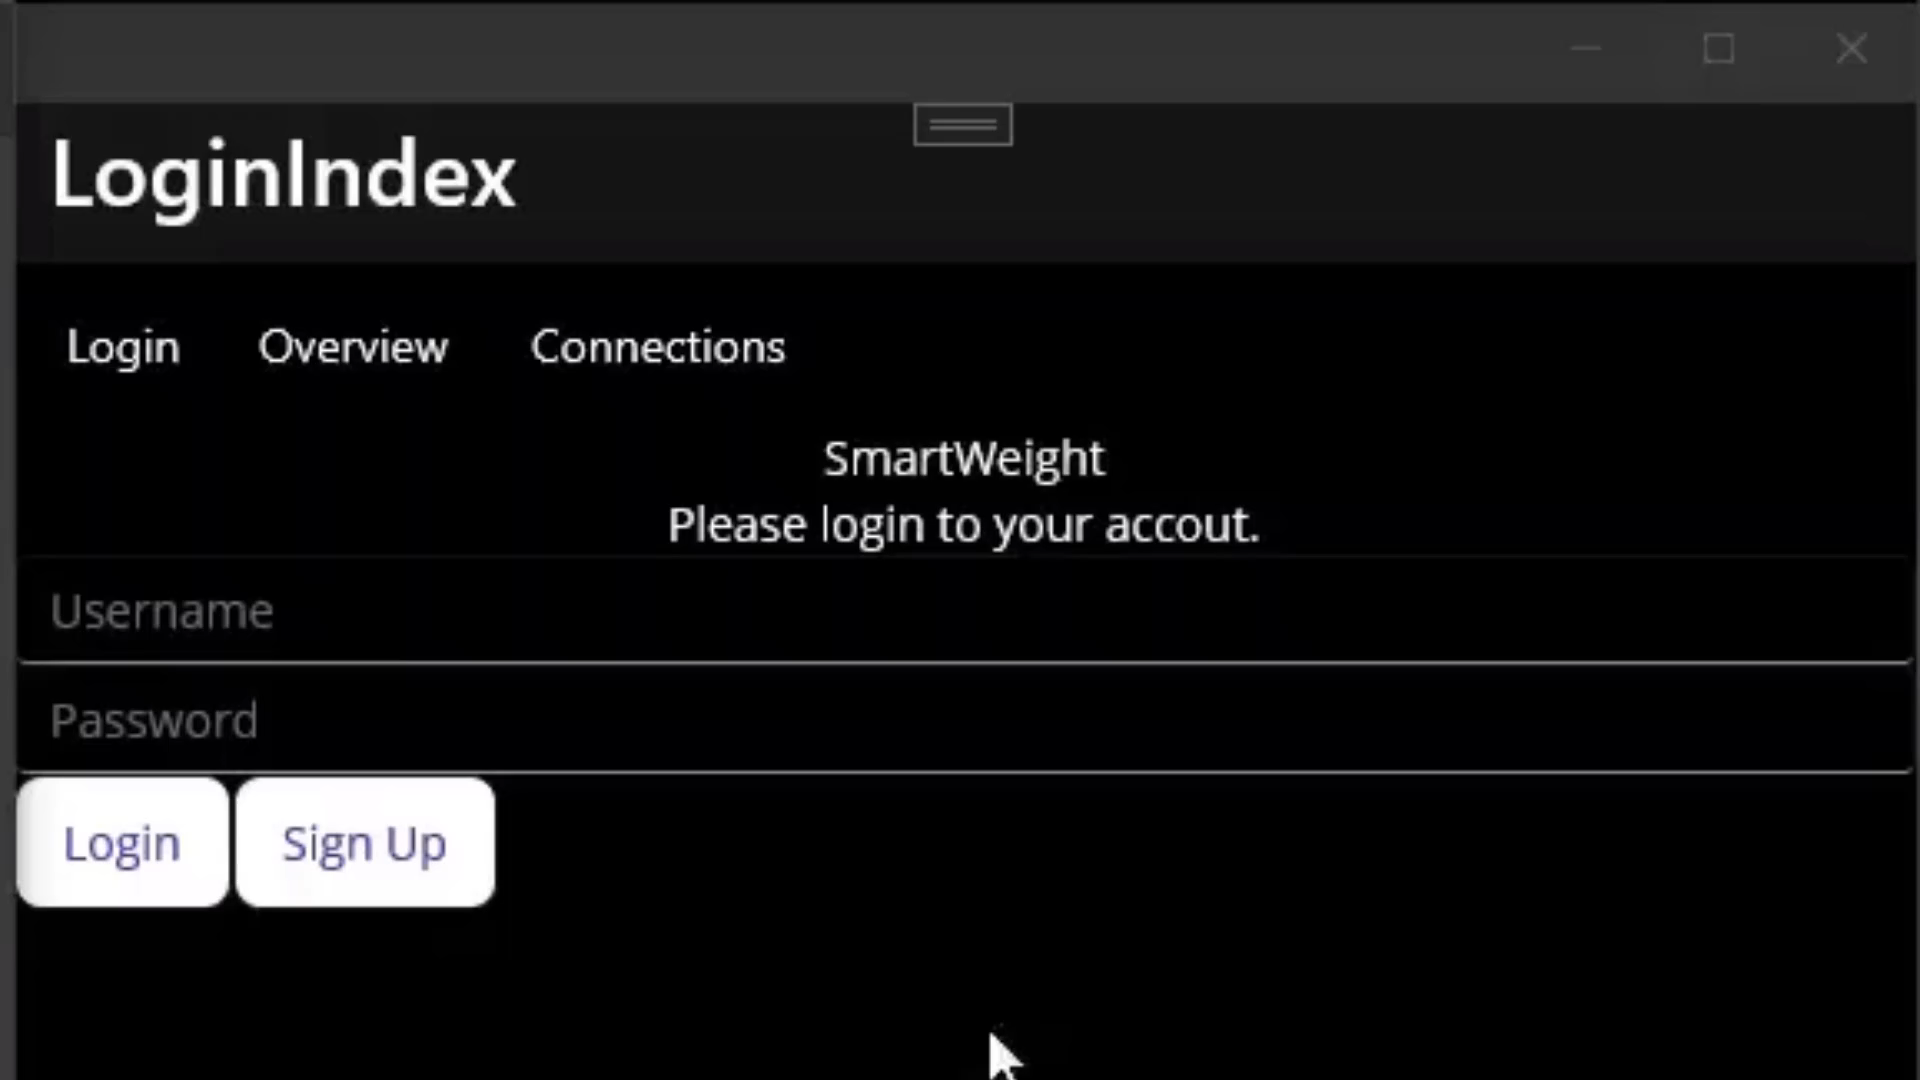 LoginIndex
Login Overview Connections
SmartWeight
Please login to your accout.
Username
Password
Login Sign Up